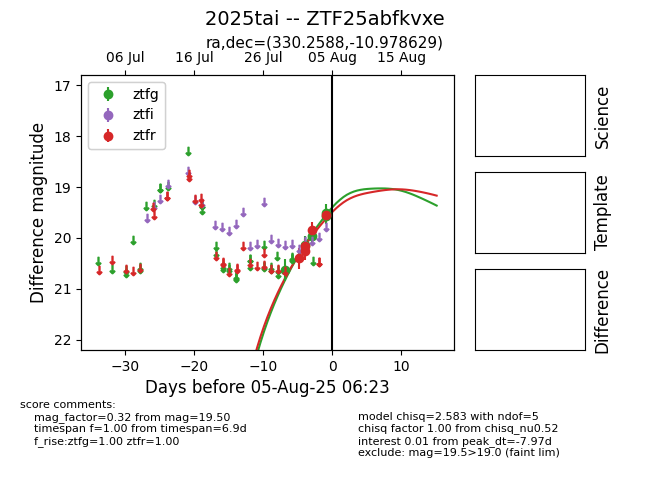 2025tai -- ZTF25abfkvxe
ra,dec=(330.2588,-10.978629)
06 Jul 16 Jul 26 Jul 05 Aug 15 Aug
ztfg
ztfi
ztfr
17
18
19
20
21
22
Difference magnitude
−30 −20 −10 0 10
Days before 05-Aug-25 06:23
Science
Template
Difference
score comments:
mag_factor=0.32 from mag=19.50
timespan f=1.00 from timespan=6.9d
f_rise:ztfg=1.00 ztfr=1.00
model chisq=2.583 with ndof=5
chisq factor 1.00 from chisq_nu0.52
interest 0.01 from peak_dt=-7.97d
exclude: mag=19.5>19.0 (faint lim)